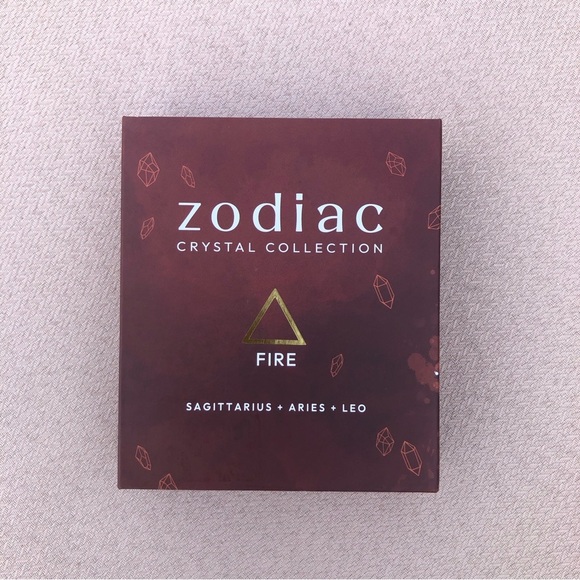 zodiac
CRYSTAL COLLECTION
FIRE
SAGITTARIUS + ARIES + LEO